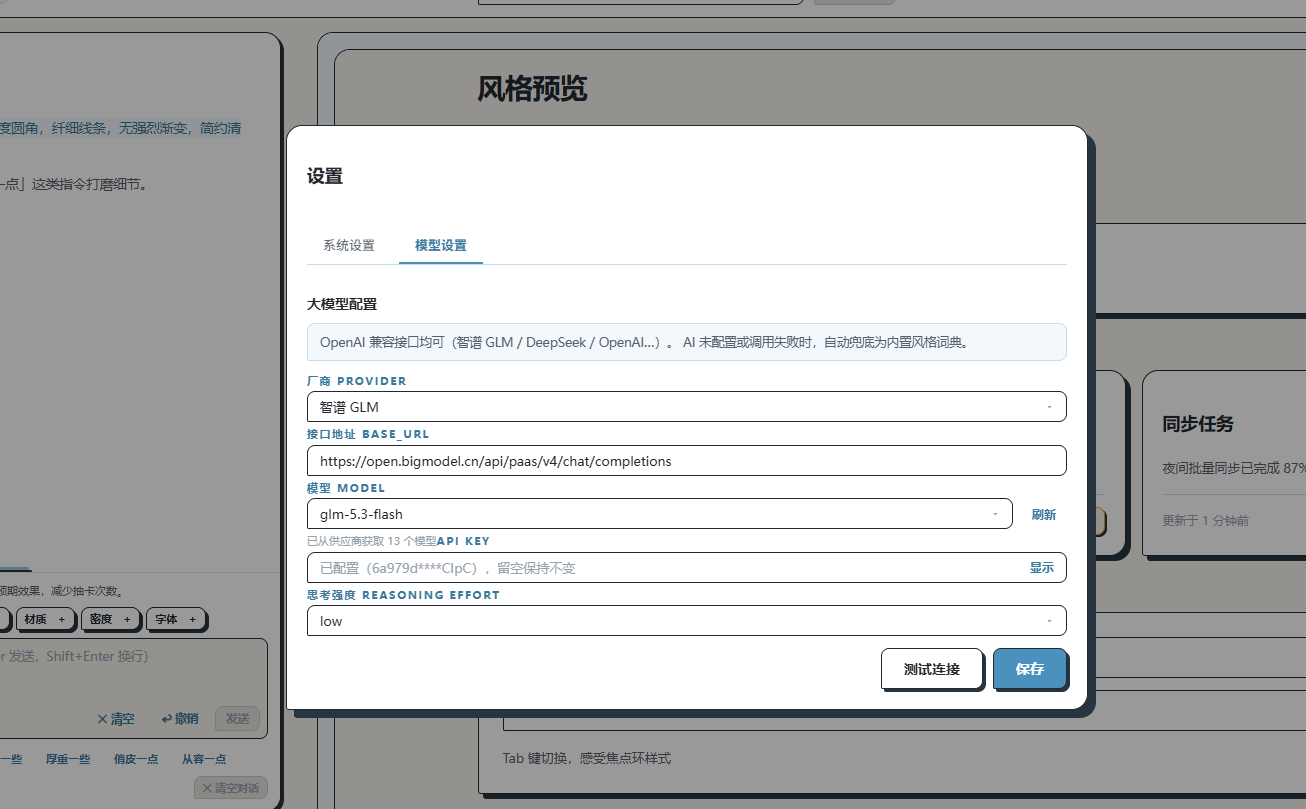 风格预览
度圆角，纤细线条，无强烈渐变，简约清
一点」这类指令打磨细节。
设置
系统设置
模型设置
大模型配置
OpenAI 兼容接口均可（智谱 GLM / DeepSeek / OpenAI...）。 AI 未配置或调用失败时，自动兜底为内置风格词典。
厂商 PROVIDER
智谱 GLM
接口地址 BASE_URL
https://open.bigmodel.cn/api/paas/v4/chat/completions
模型 MODEL
glm-5.3-flash
刷新
已从供应商获取 13 个模型API KEY
已配置（6a979d****CIpC），留空保持不变
显示
思考强度 REASONING EFFORT
low
测试连接
保存
同步任务
夜间批量同步已完成 87%
更新于 1 分钟前
预期效果，减少抽卡次数。
材质 +
密度 +
字体 +
r 发送，Shift+Enter 换行)
清空
撤销
发送
一些
厚重一些
俏皮一点
从容一点
清空对话
Tab 键切换，感受焦点环样式